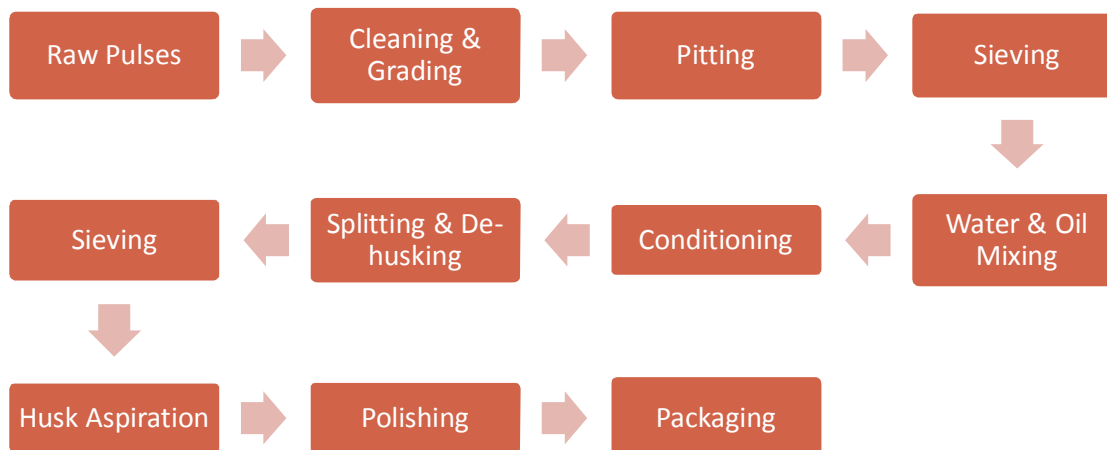 Raw Pulses
Cleaning &
Grading
Pitting
Sieving
Water & Oil
Mixing
Conditioning
Splitting & De-
husking
Sieving
Husk Aspiration
Polishing
Packaging